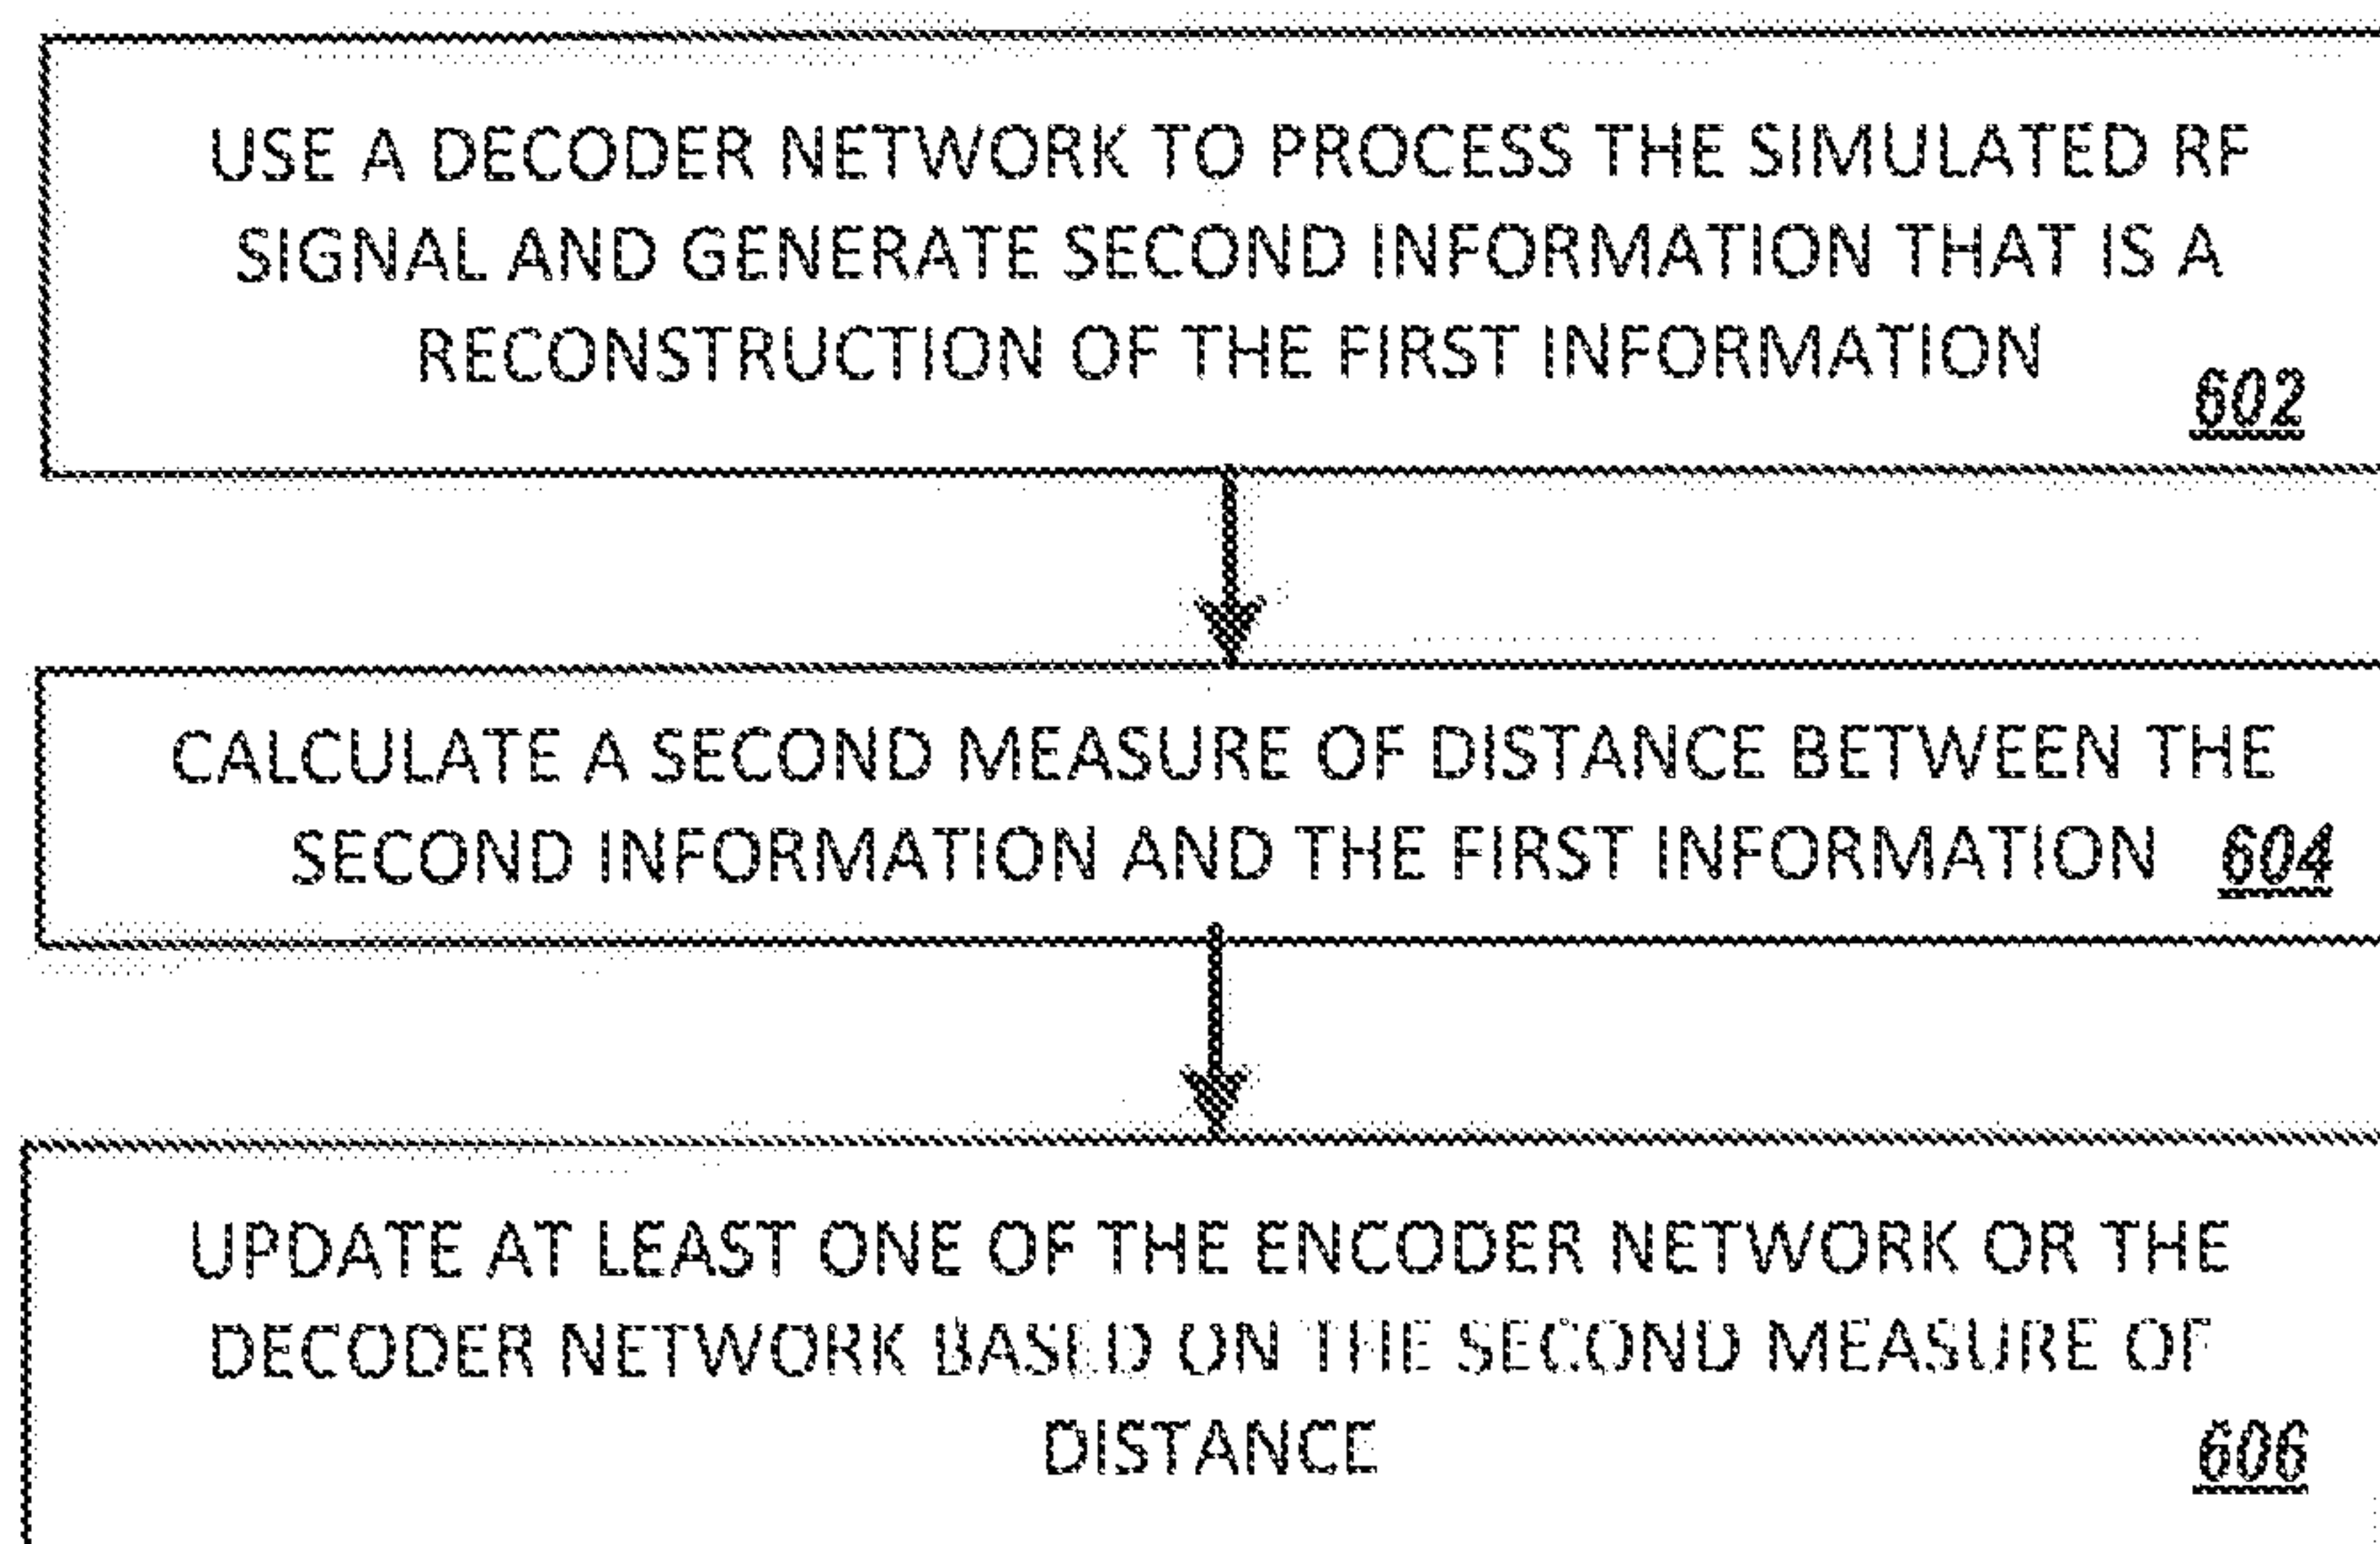 USE A DECODER NETWORK TO PROCESS THE SIMULATED RF
SIGNAL AND GENERATE SECOND INFORMATION THAT IS A
RECONSTRUCTION OF THE FIRST INFORMATION
602
CALCULATE A SECOND MEASURE OF DISTANCE BETWEEN THE
SECOND INFORMATION AND THE FIRST INFORMATION 604
UPDATE AT LEAST ONE OF THE ENCODER NETWORK OR THE
DECODER NETWORK BASED ON THE SECOND MEASURE OF
DISTANCE
606